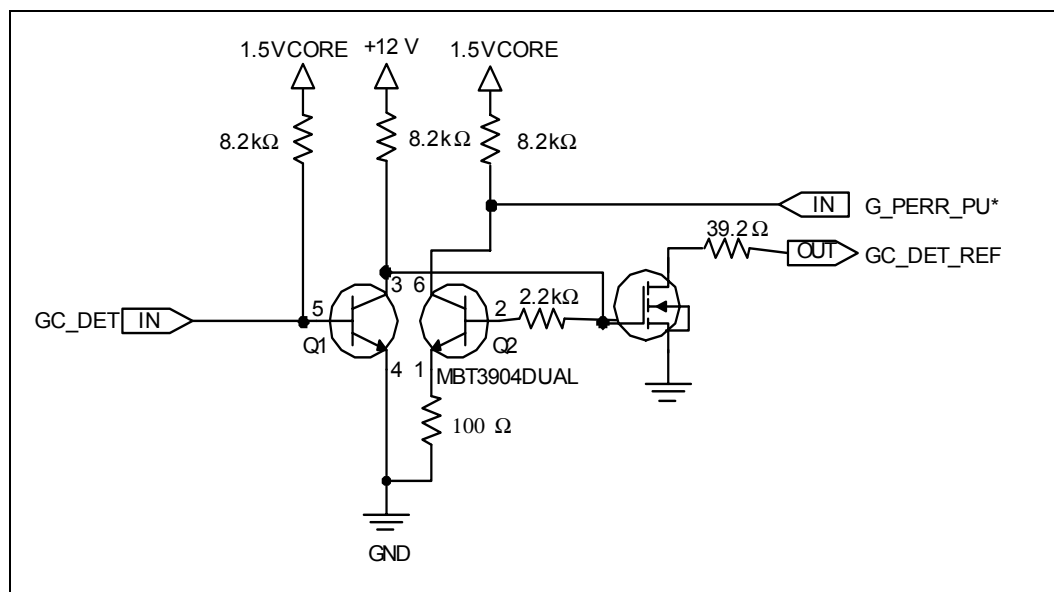 1.5VCORE +12 V 1.5VCORE
8.2kΩ 8.2kΩ 8.2kΩ
IN G_PERR_PU*
39.2 Ω
OUT GC_DET_REF
3 6
2.2kΩ
5 2
GC_DET IN
Q1 Q2
4 1 MBT3904DUAL
100 Ω
GND